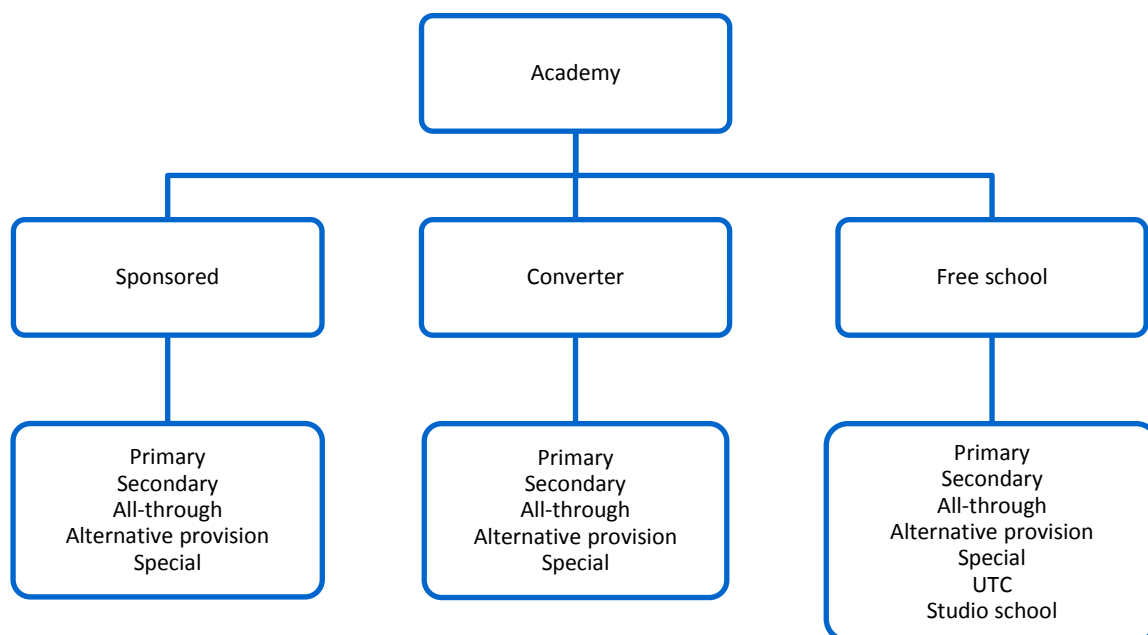 Academy
Sponsored
Converter
Free school
Primary
Secondary
All-through
Alternative provision
Special
Primary
Secondary
All-through
Alternative provision
Special
Primary
Secondary
All-through
Alternative provision
Special
UTC
Studio school